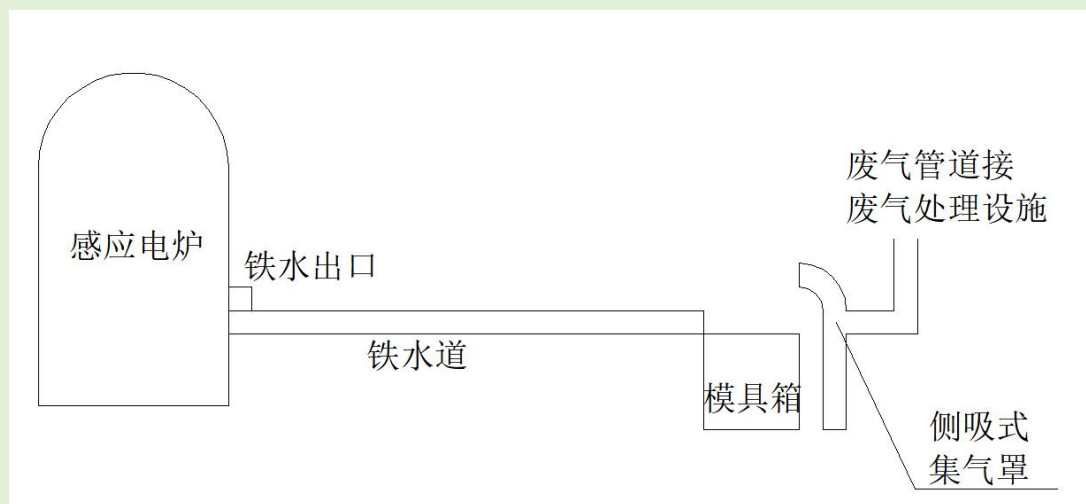 废气管道接
废气处理设施
感应电炉
铁水出口
铁水道
模具箱
侧吸式
集气罩